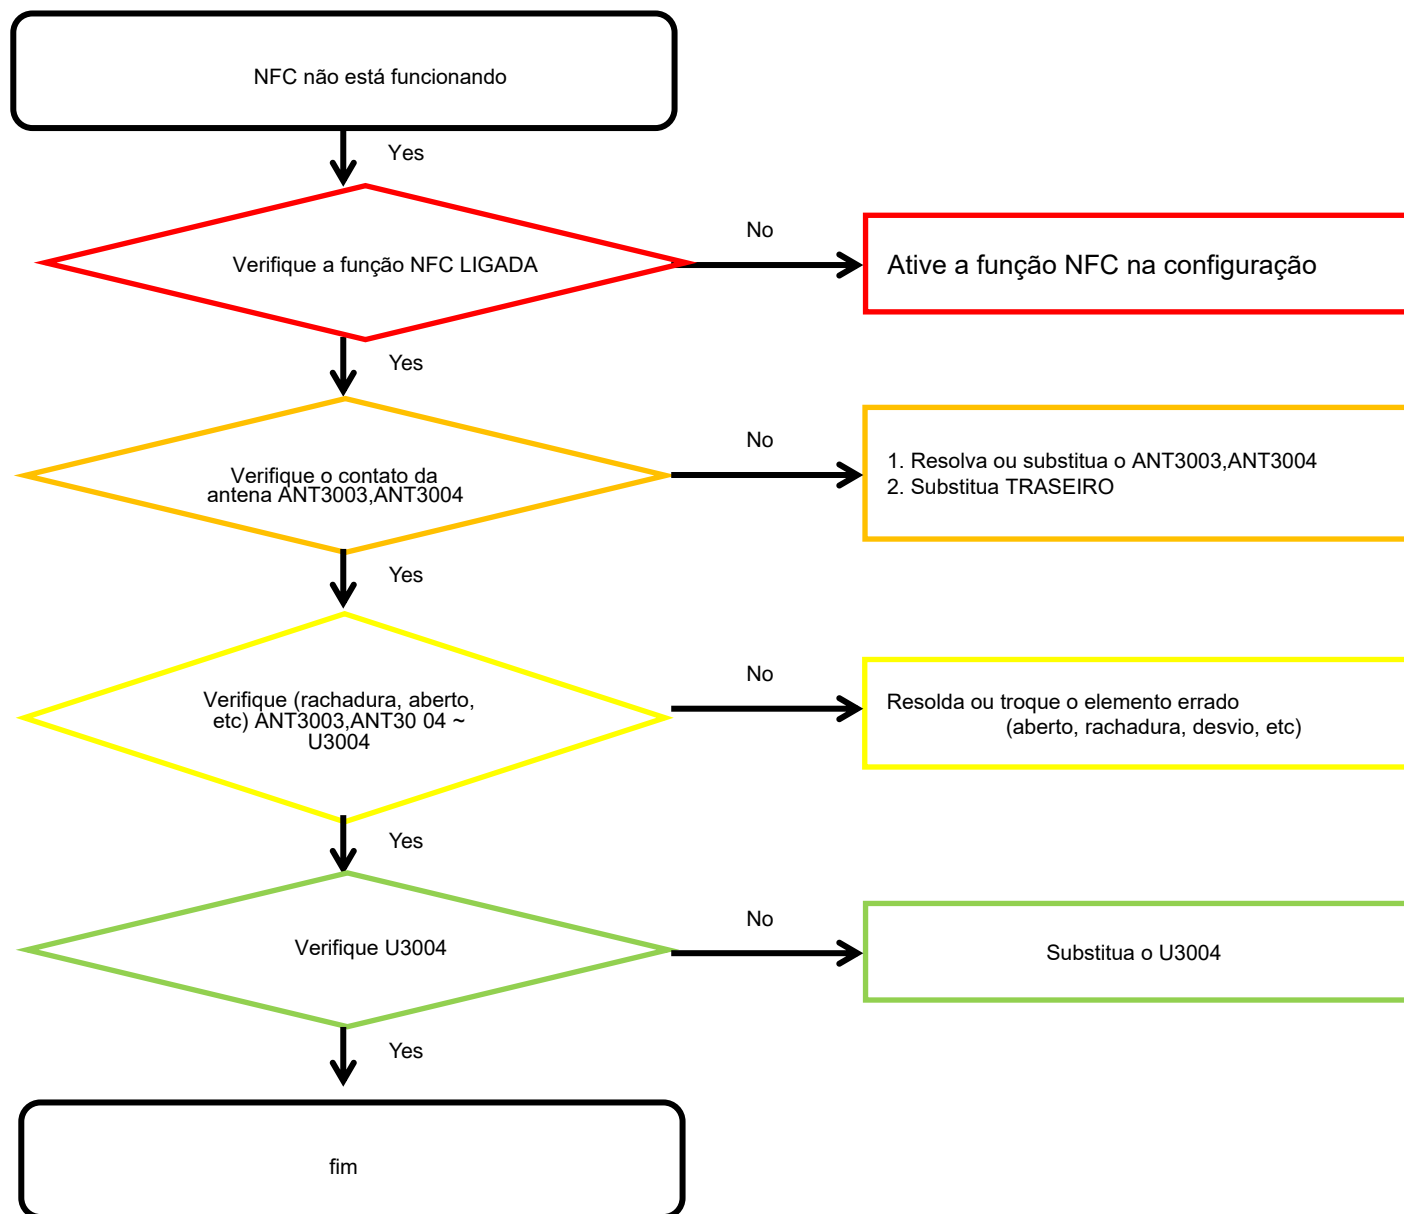 NFC não está funcionando
Yes
Verifique a função NFC LIGADA
No
Ative a função NFC na configuração
Yes
Verifique o contato da
antena ANT3003,ANT3004
No
1. Resolva ou substitua o ANT3003,ANT3004
2. Substitua TRASEIRO
Yes
Verifique (rachadura, aberto,
etc) ANT3003,ANT30 04 ~
U3004
No
Resolda ou troque o elemento errado
(aberto, rachadura, desvio, etc)
Yes
Verifique U3004
No
Substitua o U3004
Yes
fim